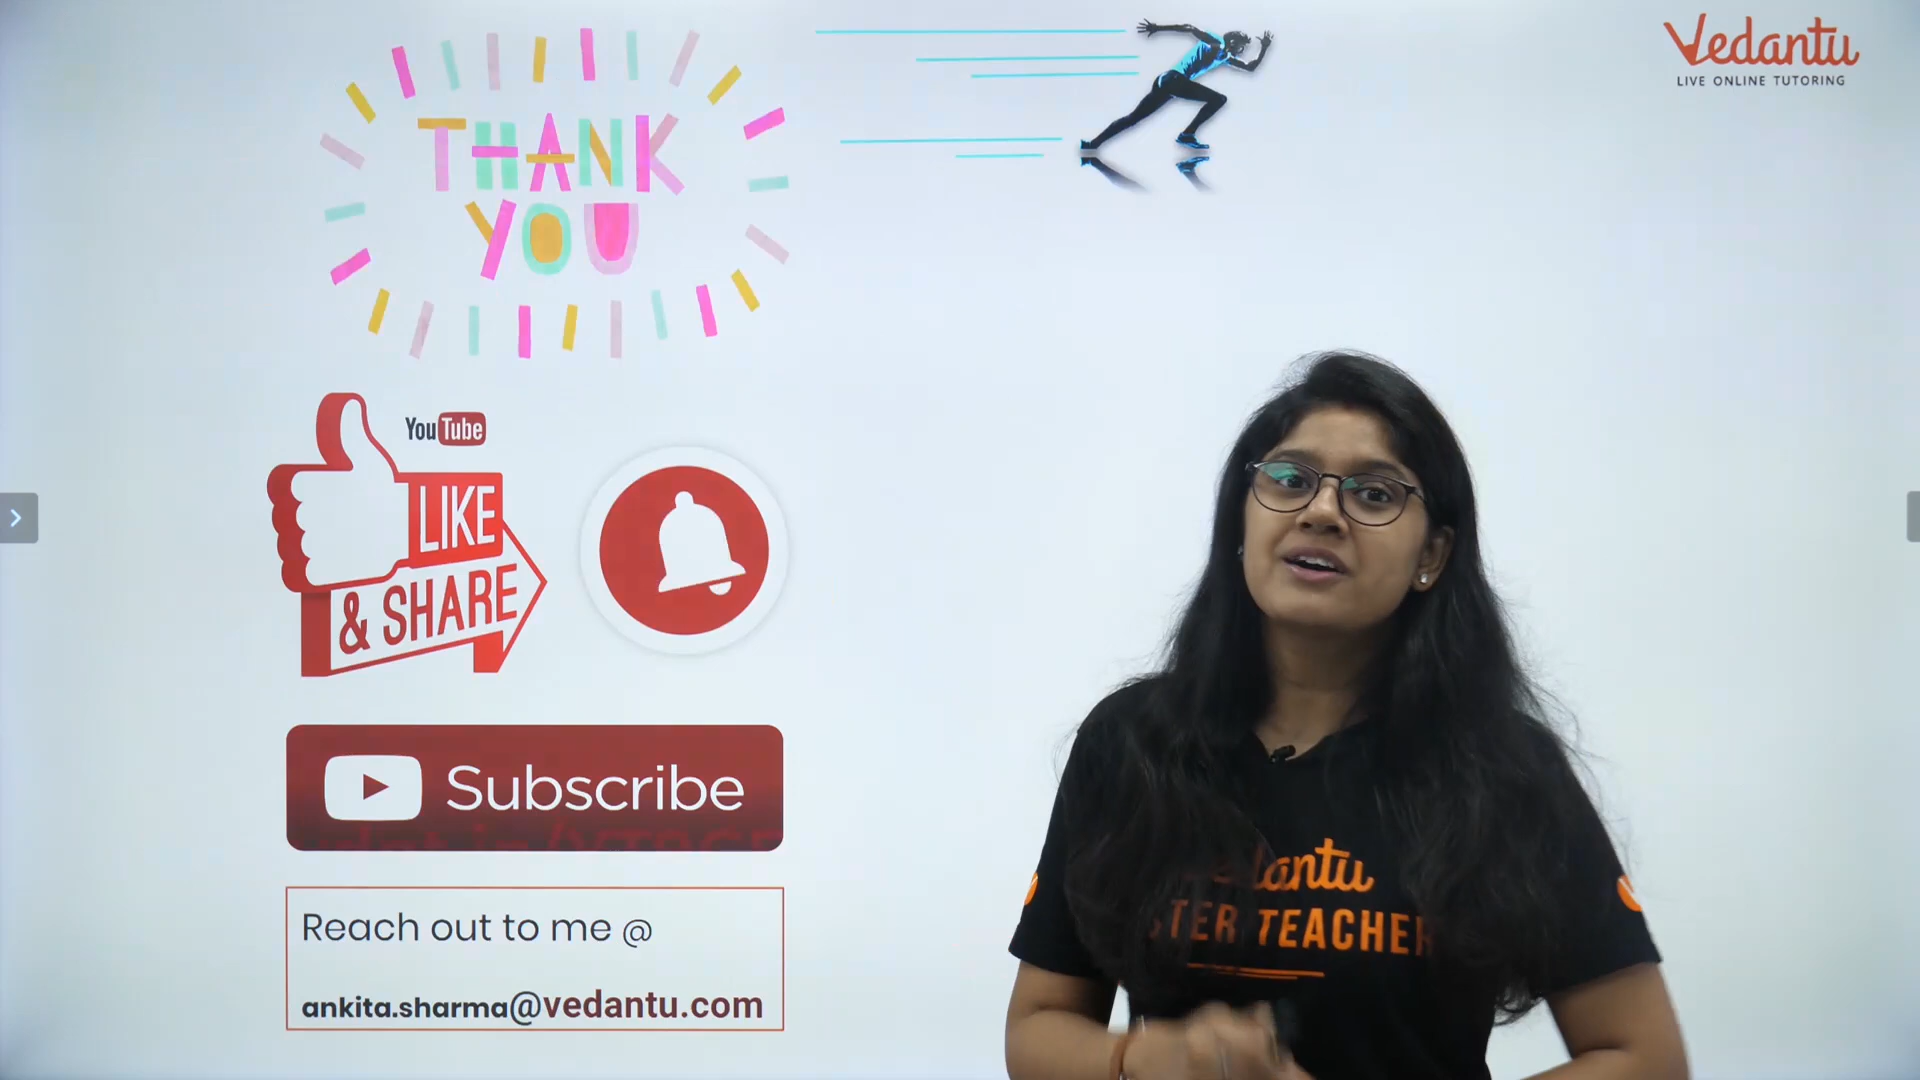 THANK
YOU
Vedantu
LIVE ONLINE TUTORING
YouTube
LIKE
& SHARE
Subscribe
Reach out to me @
ankita.sharma@vedantu.com
TEACHER